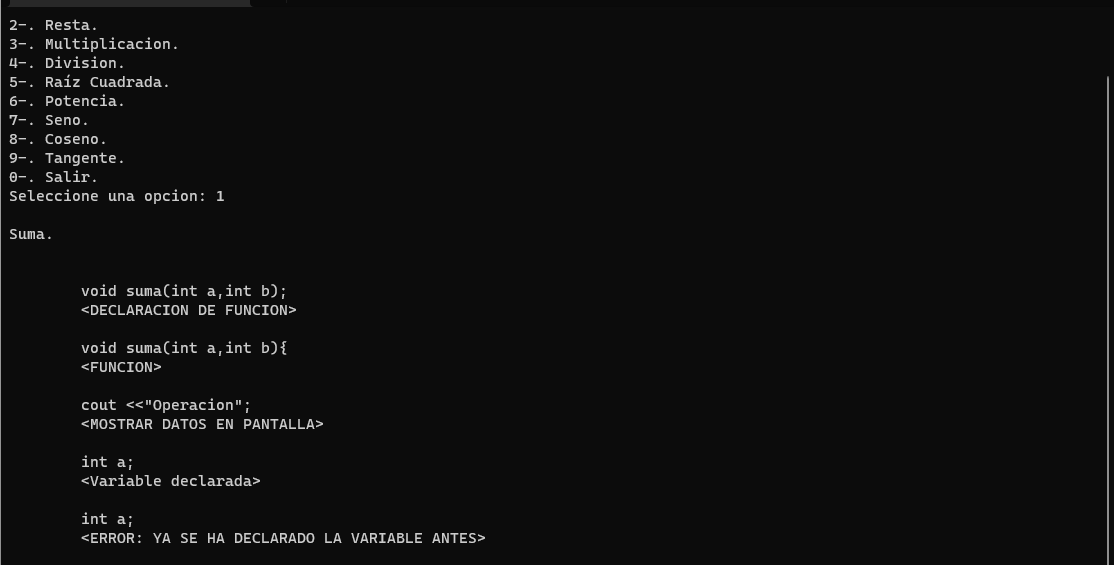 2-. Resta.
3-. Multiplicacion.
4-. Division.
5-. Raíz Cuadrada.
6-. Potencia.
7-. Seno.
8-. Coseno.
9-. Tangente.
0-. Salir.
Seleccione una opcion: 1
Suma.
void suma(int a,int b);
<DECLARACION DE FUNCION>
void suma(int a,int b){
<FUNCION>
cout <<"Operacion";
<MOSTRAR DATOS EN PANTALLA>
int a;
<Variable declarada>
int a;
<ERROR: YA SE HA DECLARADO LA VARIABLE ANTES>